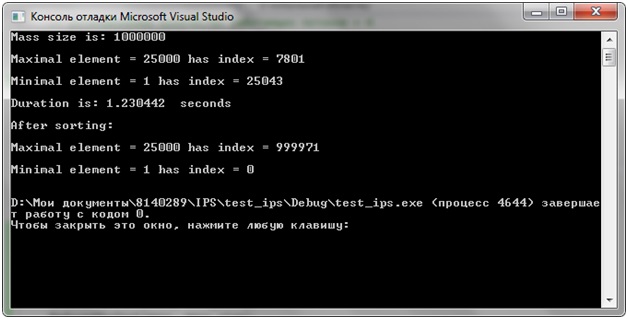 Консоль отладки Microsoft Visual Studio
Mass size is: 1000000
Maximal element = 25000 has index = 7801
Minimal element = 1 has index = 25043
Duration is: 1.230442  seconds
After sorting:
Maximal element = 25000 has index = 999971
Minimal element = 1 has index = 0
D:\Мои документы\8140289\IPS\test_ips\Debug\test_ips.exe (процесс 4644) завершае
т работу с кодом 0.
Чтобы закрыть это окно, нажмите любую клавишу: